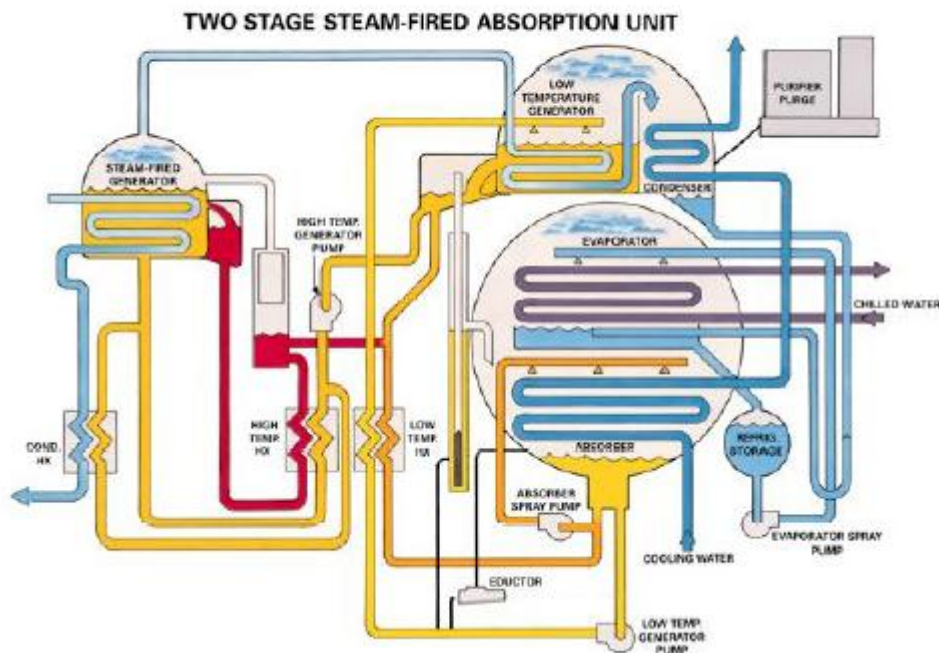 TWO STAGE STEAM-FIRED ABSORPTION UNIT
LOW
TEMPERATURE
GENERATOR
PURIFIER
PURGE
STEAM-FIRED
GENERATOR
CONDENSER
HIGH TEMP.
GENERATOR
PUMP
EVAPORATOR
CHILLED WATER
COND.
HX
HIGH
TEMP.
HX
LOW
TEMP.
HX
ABSORBER
REFRIG.
STORAGE
ABSORBER
SPRAY PUMP
EVAPORATOR SPRAY
PUMP
COOLING WATER
EDUCTOR
LOW TEMP.
GENERATOR
PUMP